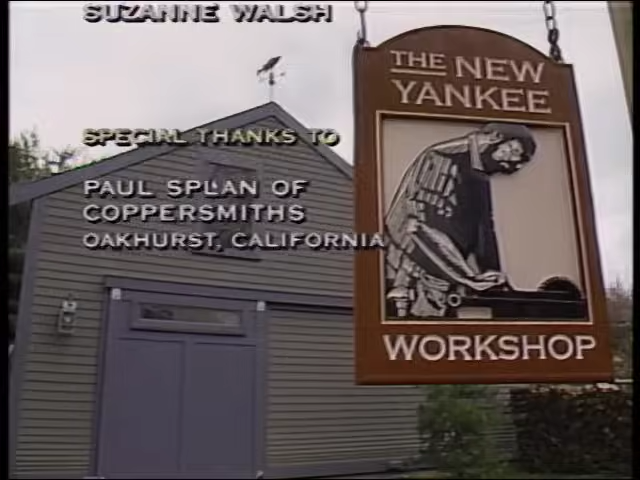 SUZANNE WALSH
SPECIAL THANKS TO
PAUL SPLAN OF
COPPERSMITHS
OAKHURST, CALIFORNIA
THE NEW
YANKEE
WORKSHOP